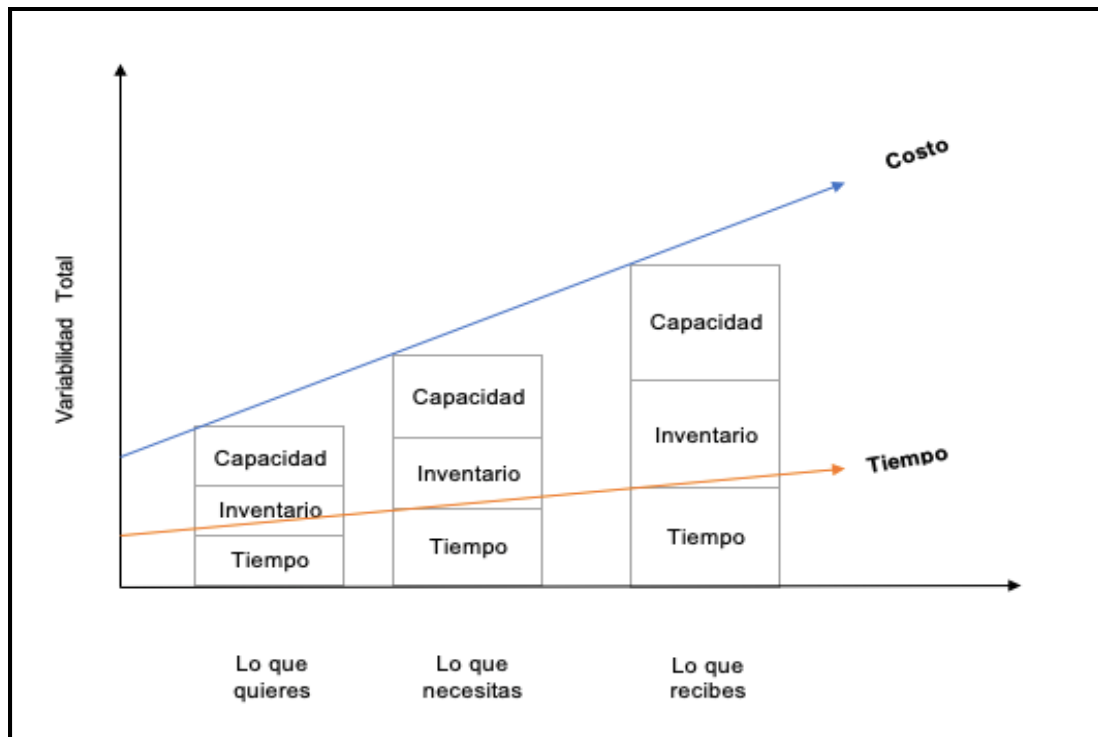 Costo
Variabilidad Total
Capacidad
Inventario
Tiempo
Capacidad
Inventario
Tiempo
Capacidad
Inventario
Tiempo
Tiempo
Lo que
quieres
Lo que
necesitas
Lo que
recibes